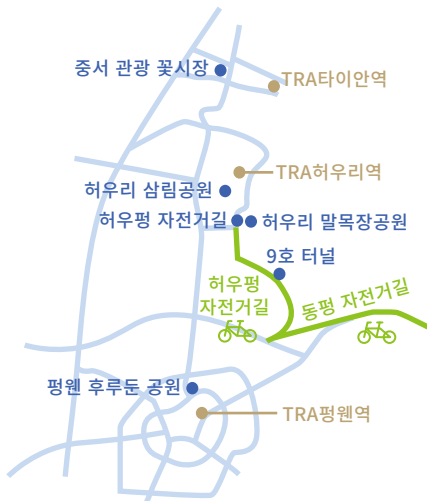 중서 관광 꽃시장
TRA타이안역
TRA허우리역
허우리 삼림공원
허우펑 자전거길
허우리 말목장공원
9호 터널
허우펑
자전거길
동펑 자전거길
펑웬 후루둔 공원
TRA펑웬역